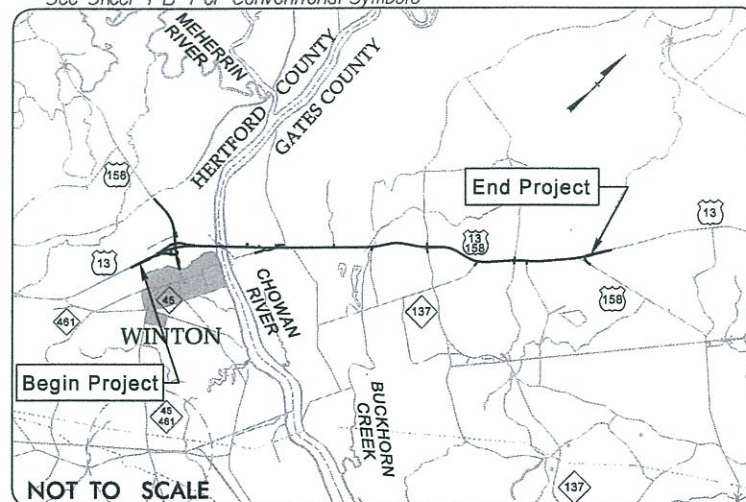 See Sheet 1-B For Conventional Symbols
MEHERRIN
RIVER
HERTFORD COUNTY
GATES COUNTY
158
End Project
13
13
158
13
45
CHOWAN
RIVER
158
461
WINTON
137
Begin Project
45
461
BUCKHORN
CREEK
NOT TO SCALE
137